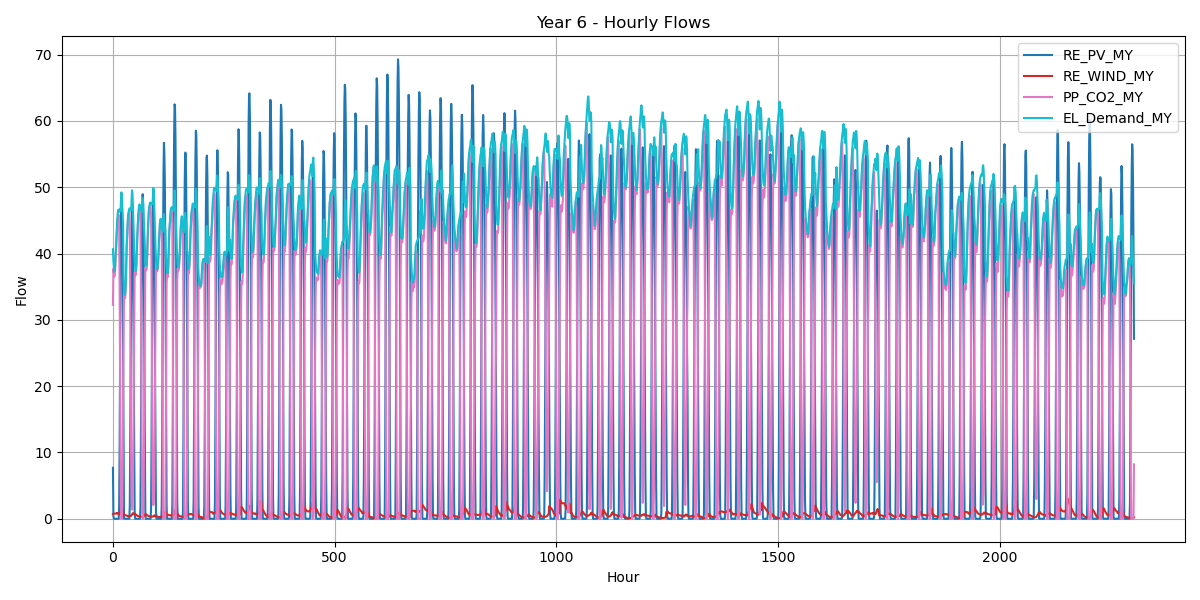 Year 6 - Hourly Flows
RE_PV_MY
RE_WIND_MY
PP_CO2_MY
EL_Demand_MY
Flow
70
60
50
40
30
20
10
0
0
500
1000
1500
2000
Hour